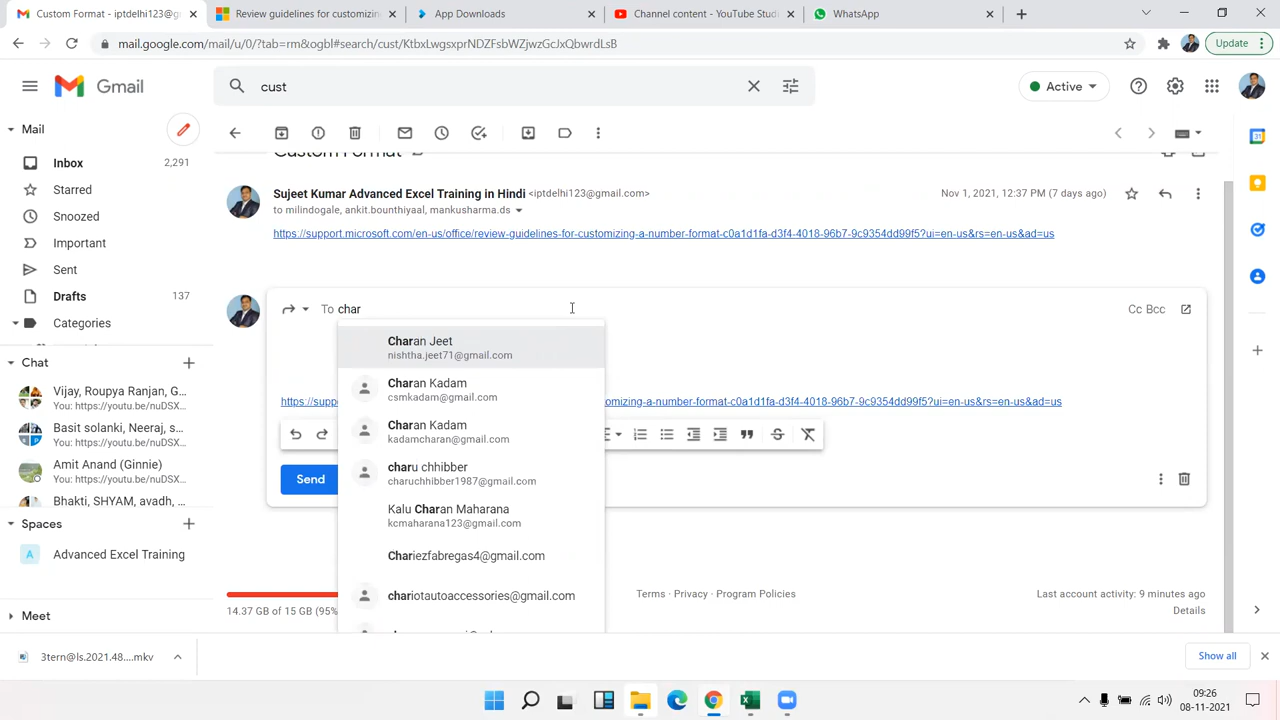 Custom Format - iptdelhi123@g
Review guidelines for customizin
App Downloads
Channel content - YouTube Studi
WhatsApp
mail.google.com/mail/u/0/?tab=rm&ogbl#search/cust/KtbxLwgsxprNDZFsbWZjwzGcJxQbwrdLsB
Update
Gmail
cust
Active
Mail
Custom Format
Inbox 2,291
Starred
Snoozed
Important
Sent
Drafts 137
Categories
Sujeet Kumar Advanced Excel Training in Hindi <iptdelhi123@gmail.com>
Nov 1, 2021, 12:37 PM (7 days ago)
to milindogale, ankit.bounthiyaal, mankusharma.ds
https://support.microsoft.com/en-us/office/review-guidelines-for-customizing-a-number-format-c0a1d1fa-d3f4-4018-96b7-9c9354dd99f5?ui=en-us&rs=en-us&ad=us
To char
Cc Bcc
Charan Jeet
nishtha.jeet71@gmail.com
Charan Kadam
csmkadam@gmail.com
Charan Kadam
kadamcharan@gmail.com
charu chhibber
charuchhibber1987@gmail.com
Kalu Charan Maharana
kcmaharana123@gmail.com
Chariezfabregas4@gmail.com
chariotautoaccessories@gmail.com
https://supp
omizing-a-number-format-c0a1d1fa-d3f4-4018-96b7-9c9354dd99f5?ui=en-us&rs=en-us&ad=us
Send
Chat
Vijay, Roupya Ranjan, G...
You: https://youtu.be/nuDSX...
Basit solanki, Neeraj, s...
You: https://youtu.be/nuDSX...
Amit Anand (Ginnie)
You: https://youtu.be/nuDSX...
Bhakti, SHYAM, avadh, ...
You: https://youtu.be/nuDSX...
Spaces
A Advanced Excel Training
Meet
14.37 GB of 15 GB (95%
Terms · Privacy · Program Policies
Last account activity: 9 minutes ago
Details
3tern@ls.2021.48....mkv
Show all
09:26
08-11-2021